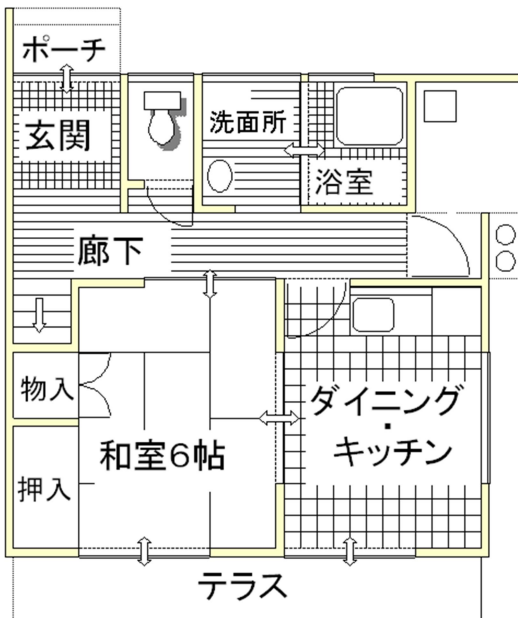 ポーチ
玄関
洗面所
浴室
廊下
物入
ダイニング
・
キッチン
和室6帖
押入
テラス